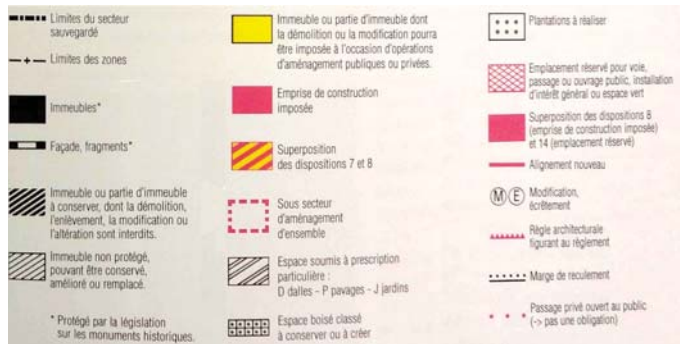 Limites du secteur
sauvegardé
Limites des zones
Immeubles*
Façade, fragments*
Immeuble ou partie d'immeuble
à conserver, dont la démolition,
l'enlèvement, la modification ou
l'altération sont interdits.
Immeuble non protégé,
pouvant être conservé,
amélioré ou remplacé.
* Protégé par la législation
sur les monuments historiques.
Immeuble ou partie d'immeuble dont
la démolition ou la modification pourra
être imposée à l'occasion d'opérations
d'aménagement publiques ou privées.
Emprise de construction
imposée
Superposition
des dispositions 7 et 8
Sous secteur
d'aménagement
d'ensemble
Espace soumis à prescription
particulière :
D dalles - P pavages - J jardins
Espace boisé classé
à conserver ou à créer
Plantations à réaliser
Emplacement réservé pour voie,
passage ou ouvrage public, installation
d'intérêt général ou espace vert
Superposition des dispositions 8
(emprise de construction imposée)
et 14 (emplacement réservé)
Alignement nouveau
M E Modification,
écrêtement
Règle architecturale
figurant au règlement
Marge de reculement
Passage privé ouvert au public
(-> pas une obligation)